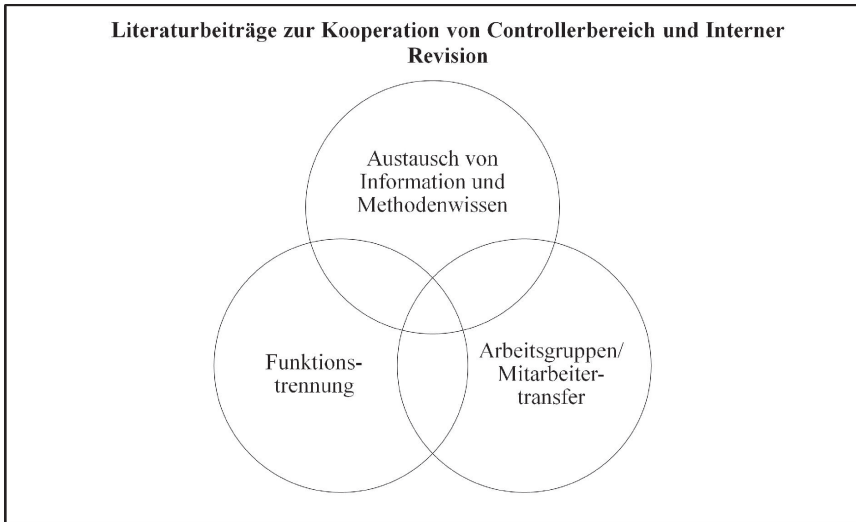 Literaturbeiträge zur Kooperation von Controllerbereich und Interner
Revision
Austausch von
Information und
Methodenwissen
Funktions-
trennung
Arbeitsgruppen/
Mitarbeiter-
transfer